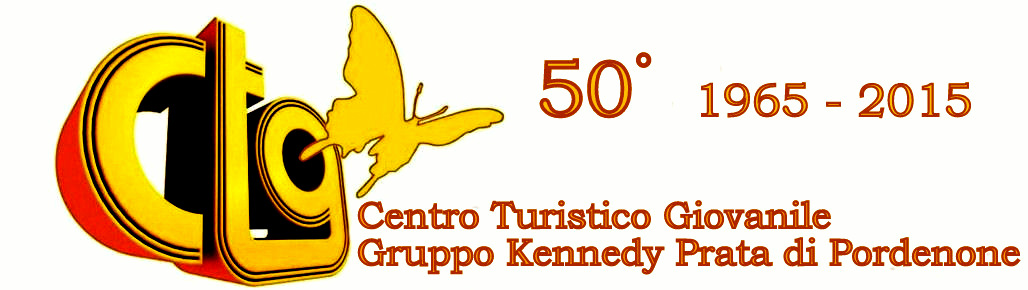 ctg
50°
1965 - 2015
Centro Turistico Giovanile
Gruppo Kennedy Prata di Pordenone